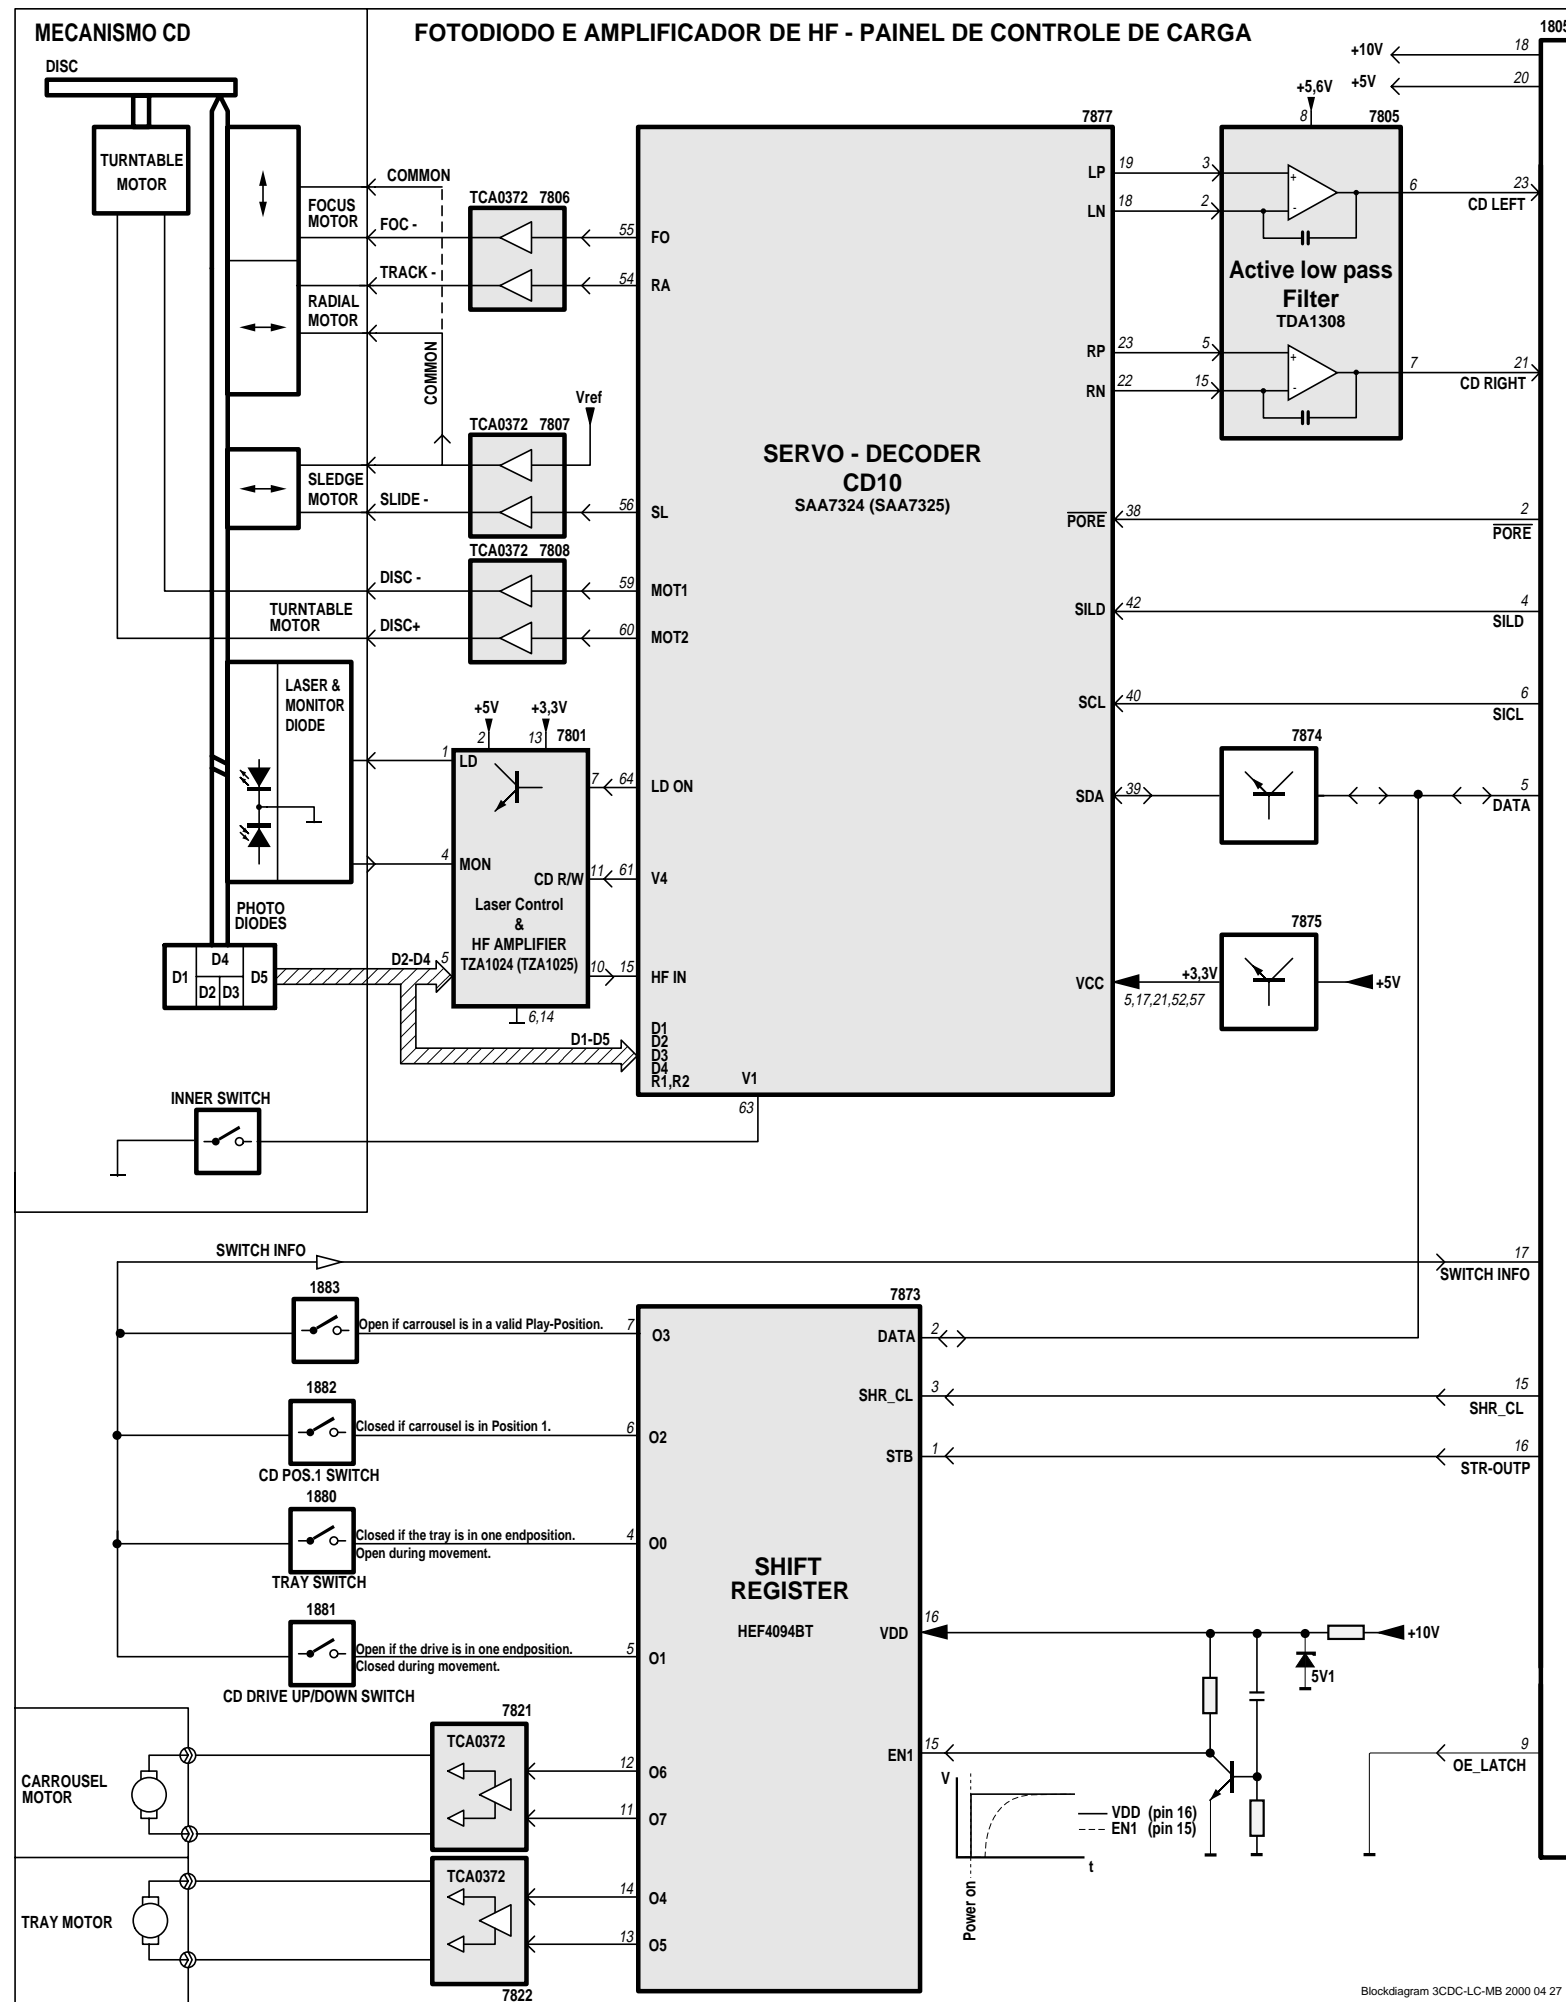 MECANISMO CD
FOTODIODO E AMPLIFICADOR DE HF - PAINEL DE CONTROLE DE CARGA
1805
DISC
+10V
18
+5V
20
+5,6V
8
7805
7877
TURNTABLE
MOTOR
COMMON
FOCUS
MOTOR
FOC -
TRACK -
RADIAL
MOTOR
COMMON
TCA0372 7806
55
FO
54
RA
LP
19
3
LN
18
2
6
23
CD LEFT
Active low pass
Filter
TDA1308
RP
23
5
RN
22
15
7
21
CD RIGHT
Vref
TCA0372 7807
SLEDGE
MOTOR
SLIDE -
56
SL
SERVO - DECODER
CD10
SAA7324 (SAA7325)
PORE
38
2
PORE
TCA0372 7808
DISC -
59
MOT1
TURNTABLE
MOTOR
DISC+
60
MOT2
SILD
42
4
SILD
LASER &
MONITOR
DIODE
+5V
+3,3V
2
13
7801
1
LD
7
64
LD ON
SCL
40
6
SICL
7874
SDA
39
5
DATA
4
MON
CD R/W
11
61
V4
Laser Control
&
HF AMPLIFIER
TZA1024 (TZA1025)
PHOTO
DIODES
D1
D4
D2
D3
D5
D2-D4
5
10
15
HF IN
6,14
7875
VCC
+3,3V
5,17,21,52,57
+5V
D1-D5
D1
D2
D3
D4
R1,R2
V1
63
INNER SWITCH
SWITCH INFO
17
SWITCH INFO
1883
Open if carrousel is in a valid Play-Position.
7
O3
7873
DATA
2
1882
Closed if carrousel is in Position 1.
6
O2
CD POS.1 SWITCH
SHR_CL
3
15
SHR_CL
STB
1
16
STR-OUTP
1880
Closed if the tray is in one endposition.
Open during movement.
4
O0
TRAY SWITCH
SHIFT
REGISTER
HEF4094BT
1881
Open if the drive is in one endposition.
Closed during movement.
5
O1
CD DRIVE UP/DOWN SWITCH
VDD
16
+10V
5V1
7821
TCA0372
12
O6
11
O7
CARROUSEL
MOTOR
EN1
15
9
OE_LATCH
V
VDD (pin 16)
EN1 (pin 15)
t
Power on
TCA0372
14
O4
13
O5
7822
TRAY MOTOR
Blockdiagram 3CDC-LC-MB 2000 04 27